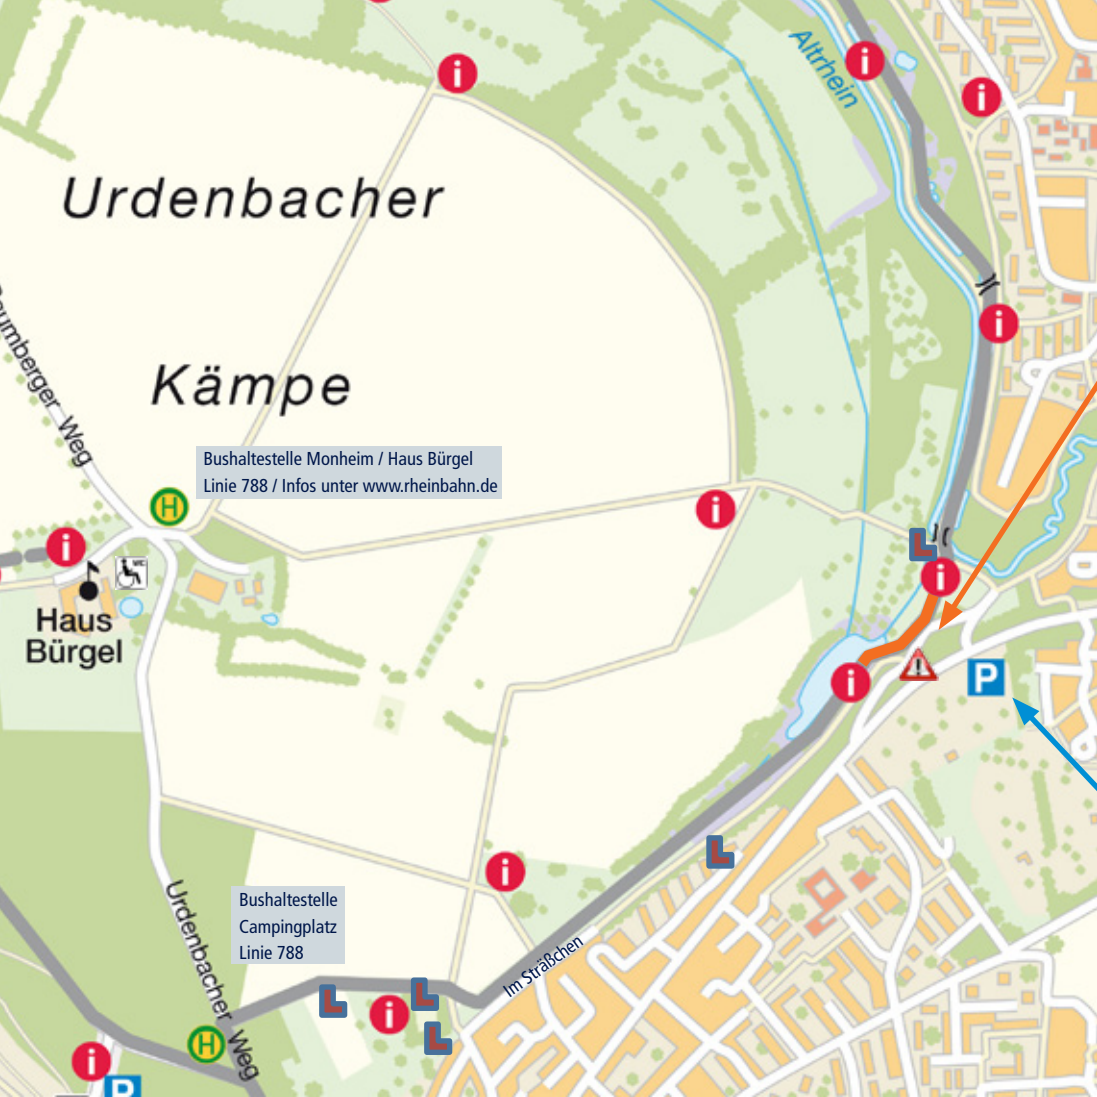 Altrhein
Urdenbacher
Kämpe
Baumberger Weg
Bushaltestelle Monheim / Haus Bürgel
Linie 788 / Infos unter www.rheinbahn.de
H
WC
Haus
Bürgel
P
Bushaltestelle
Campingplatz
Linie 788
Urdenbacher Weg
Im Sträßchen
H
P
i
i
i
i
i
i
i
i
i
i
i
L
L
L
L
L